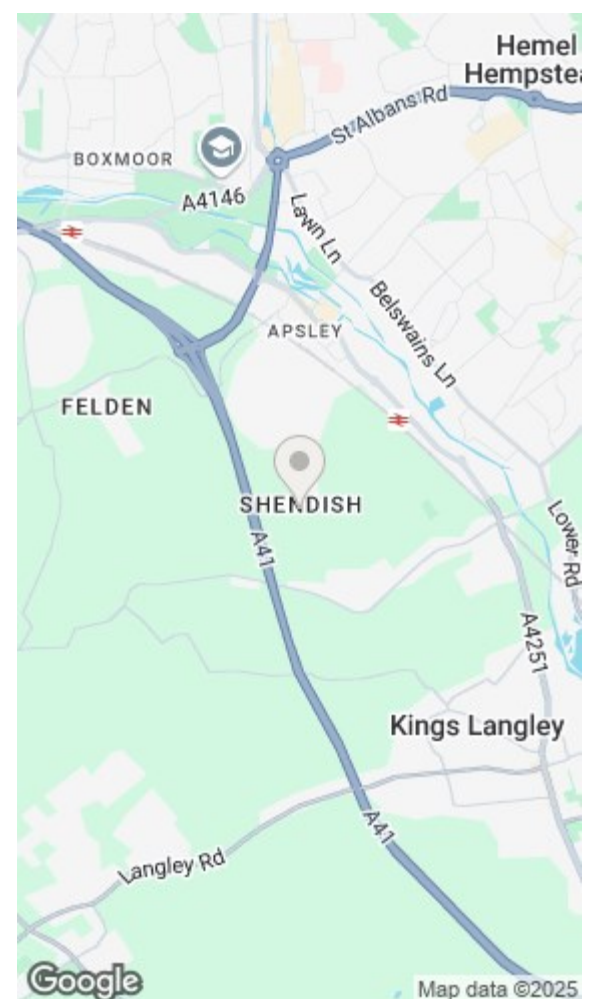 Hemel
Hempste
St Albans Rd
BOXMOOR
A4146
Lawn Ln
Belswains Ln
APSLEY
FELDEN
SHENDISH
A41
Lower Rd
A4251
Kings Langley
A41
Langley Rd
Google
Map data ©2025